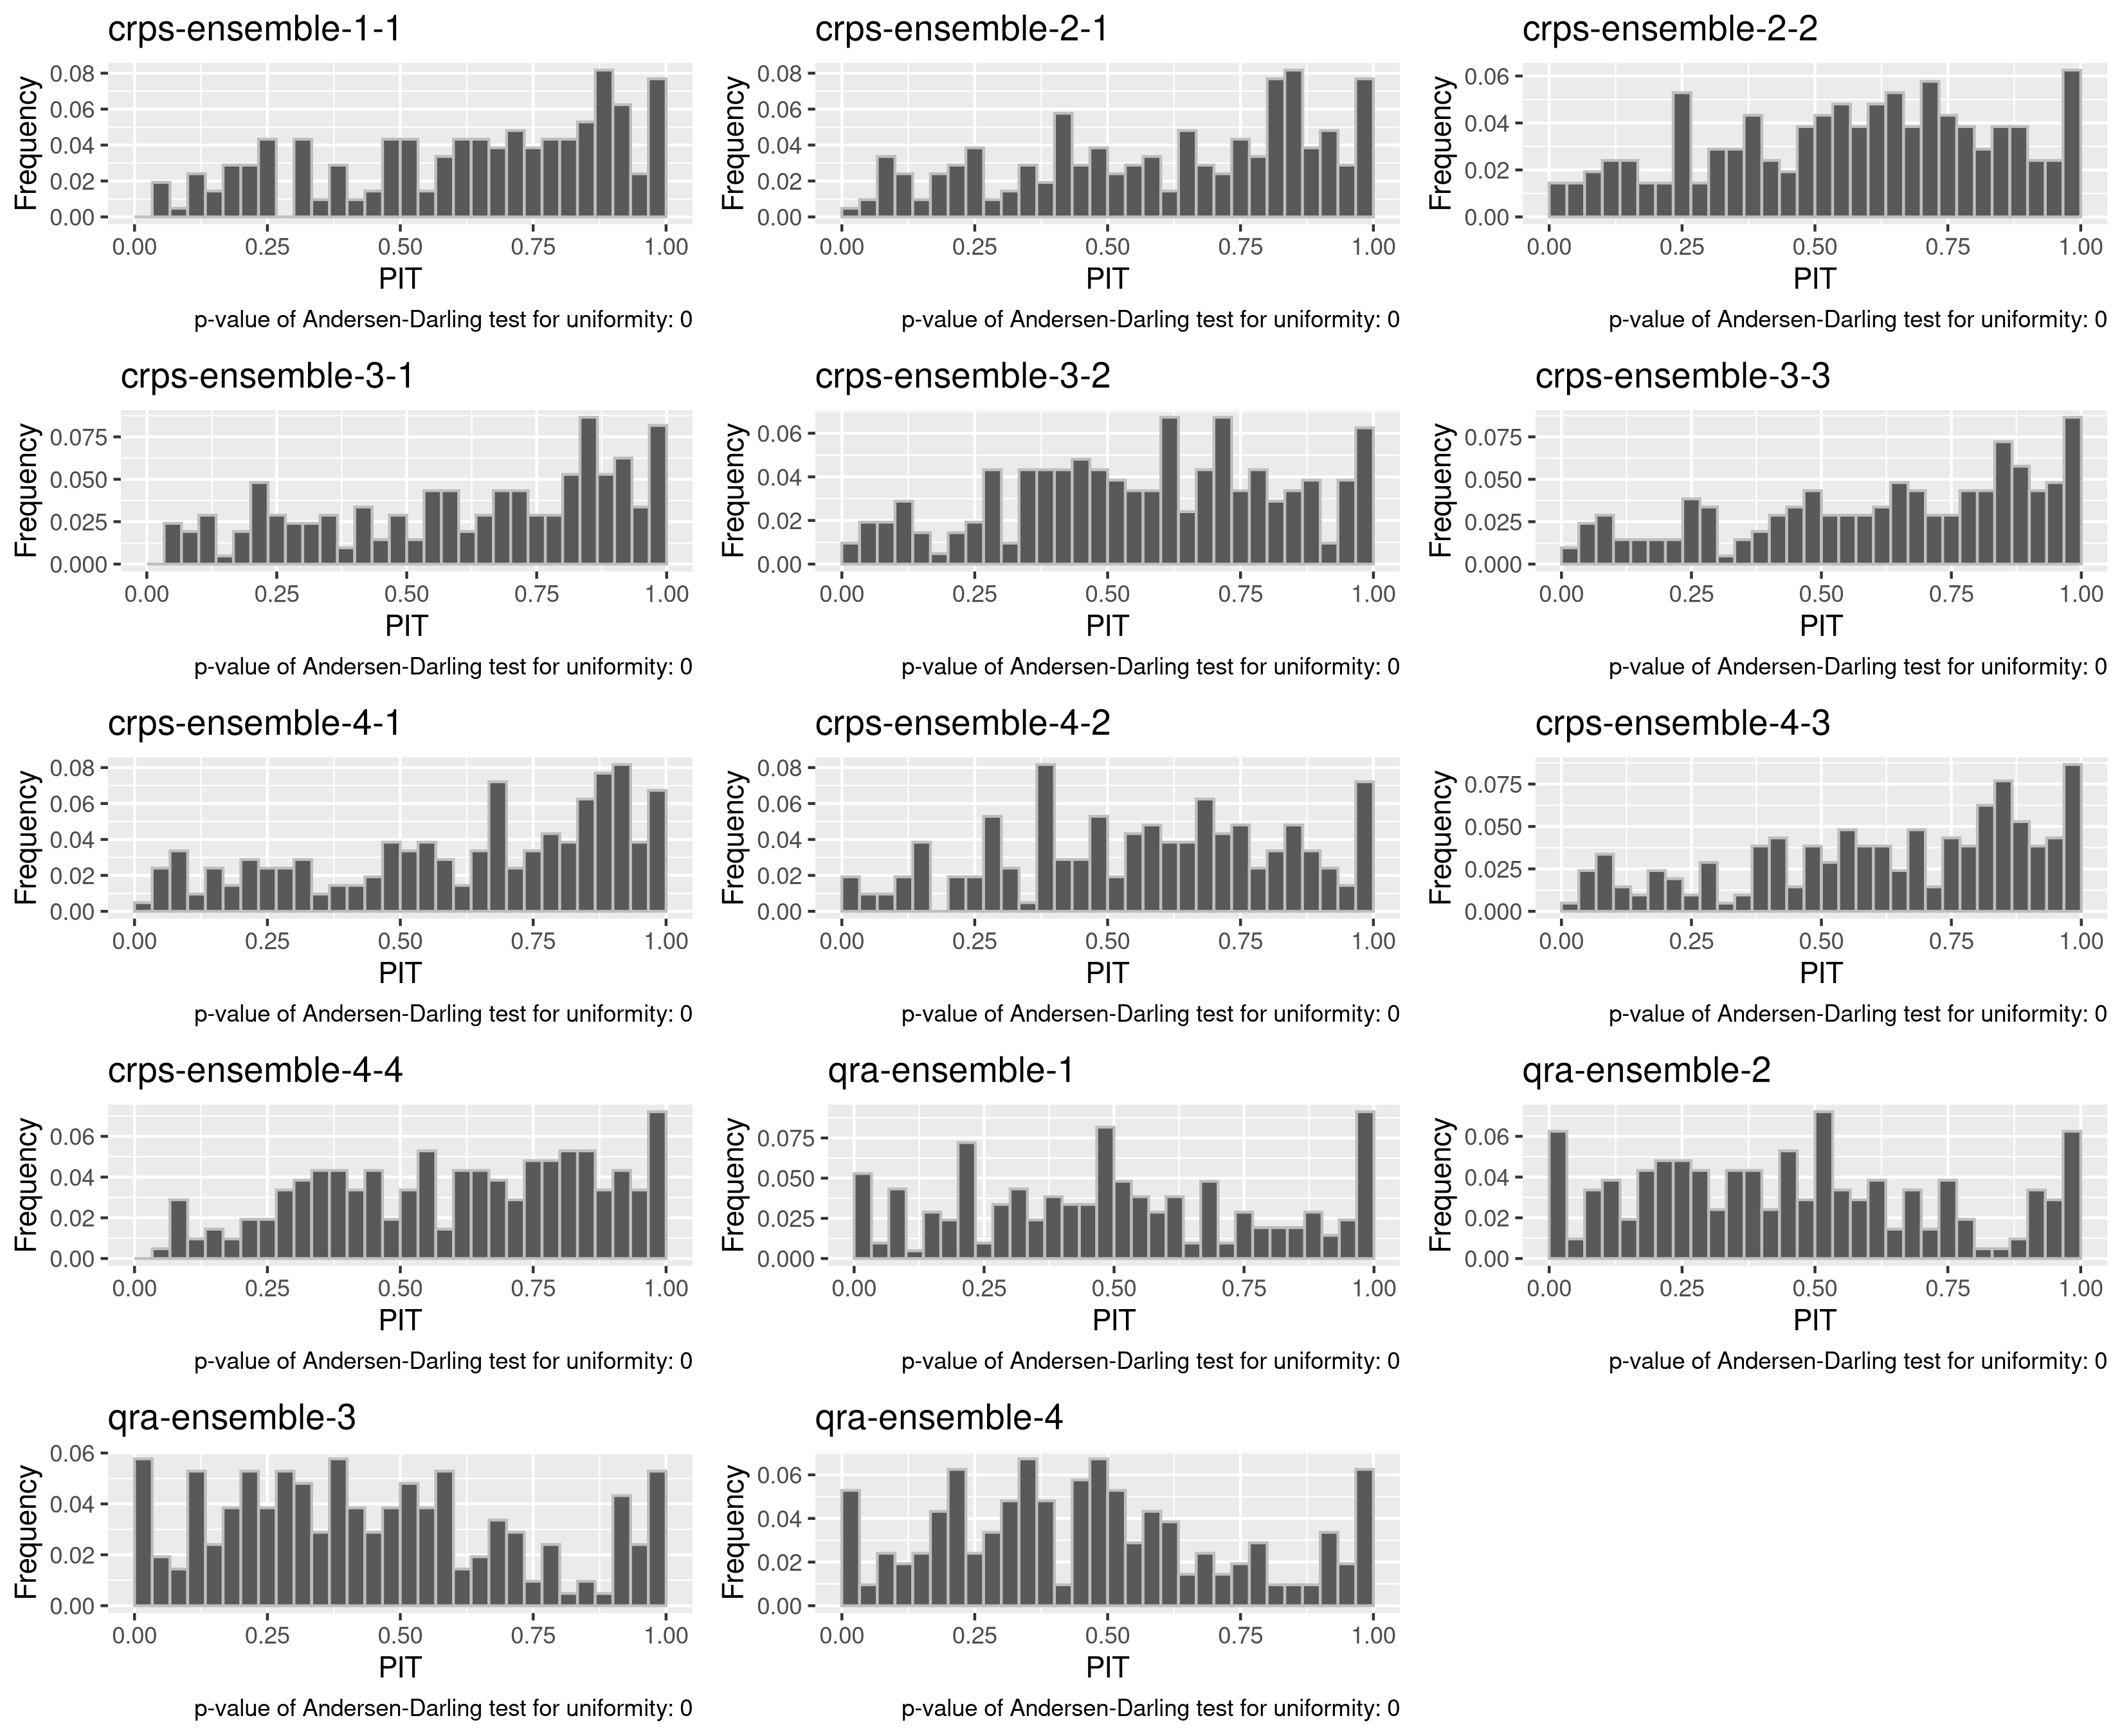 crps-ensemble-1-1
Frequency
0.08
0.06
0.04
0.02
0.00
0.00 0.25 0.50 0.75 1.00
PIT
p-value of Andersen-Darling test for uniformity: 0
crps-ensemble-2-1
Frequency
0.08
0.06
0.04
0.02
0.00
0.00 0.25 0.50 0.75 1.00
PIT
p-value of Andersen-Darling test for uniformity: 0
crps-ensemble-2-2
Frequency
0.06
0.04
0.02
0.00
0.00 0.25 0.50 0.75 1.00
PIT
p-value of Andersen-Darling test for uniformity: 0
crps-ensemble-3-1
Frequency
0.075
0.050
0.025
0.000
0.00 0.25 0.50 0.75 1.00
PIT
p-value of Andersen-Darling test for uniformity: 0
crps-ensemble-3-2
Frequency
0.06
0.04
0.02
0.00
0.00 0.25 0.50 0.75 1.00
PIT
p-value of Andersen-Darling test for uniformity: 0
crps-ensemble-3-3
Frequency
0.075
0.050
0.025
0.000
0.00 0.25 0.50 0.75 1.00
PIT
p-value of Andersen-Darling test for uniformity: 0
crps-ensemble-4-1
Frequency
0.08
0.06
0.04
0.02
0.00
0.00 0.25 0.50 0.75 1.00
PIT
p-value of Andersen-Darling test for uniformity: 0
crps-ensemble-4-2
Frequency
0.08
0.06
0.04
0.02
0.00
0.00 0.25 0.50 0.75 1.00
PIT
p-value of Andersen-Darling test for uniformity: 0
crps-ensemble-4-3
Frequency
0.075
0.050
0.025
0.000
0.00 0.25 0.50 0.75 1.00
PIT
p-value of Andersen-Darling test for uniformity: 0
crps-ensemble-4-4
Frequency
0.06
0.04
0.02
0.00
0.00 0.25 0.50 0.75 1.00
PIT
p-value of Andersen-Darling test for uniformity: 0
qra-ensemble-1
Frequency
0.075
0.050
0.025
0.000
0.00 0.25 0.50 0.75 1.00
PIT
p-value of Andersen-Darling test for uniformity: 0
qra-ensemble-2
Frequency
0.06
0.04
0.02
0.00
0.00 0.25 0.50 0.75 1.00
PIT
p-value of Andersen-Darling test for uniformity: 0
qra-ensemble-3
Frequency
0.06
0.04
0.02
0.00
0.00 0.25 0.50 0.75 1.00
PIT
p-value of Andersen-Darling test for uniformity: 0
qra-ensemble-4
Frequency
0.06
0.04
0.02
0.00
0.00 0.25 0.50 0.75 1.00
PIT
p-value of Andersen-Darling test for uniformity: 0